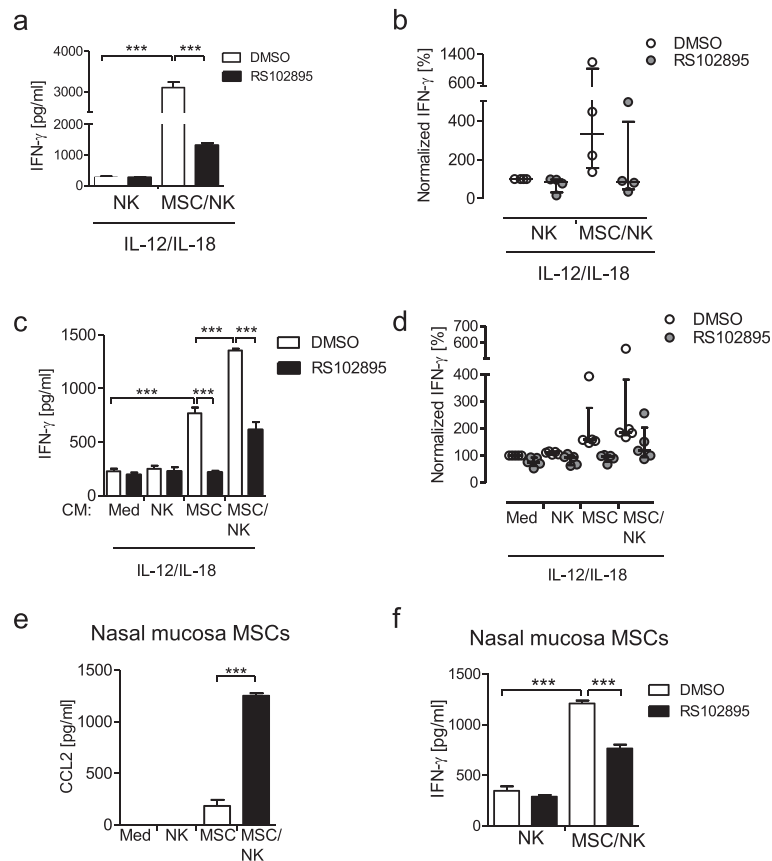 a
IFN-γ [pg/ml]
4000
3000
2000
1000
0
***
***
DMSO
RS102895
NK
MSC/NK
IL-12/IL-18
b
Normalized IFN-γ [%]
1400
600
400
200
100
0
DMSO
RS102895
NK
MSC/NK
IL-12/IL-18
c
IFN-γ [pg/ml]
1500
1000
500
0
***
***
***
***
DMSO
RS102895
CM:
Med
NK
MSC
MSC/
NK
IL-12/IL-18
d
Normalized IFN-γ [%]
700
600
400
300
200
100
0
DMSO
RS102895
Med
NK
MSC
MSC/
NK
IL-12/IL-18
e
Nasal mucosa MSCs
CCL2 [pg/ml]
1500
1000
500
0
***
Med
NK
MSC
MSC/
NK
f
Nasal mucosa MSCs
IFN-γ [pg/ml]
1500
1000
500
0
***
***
DMSO
RS102895
NK
MSC/NK